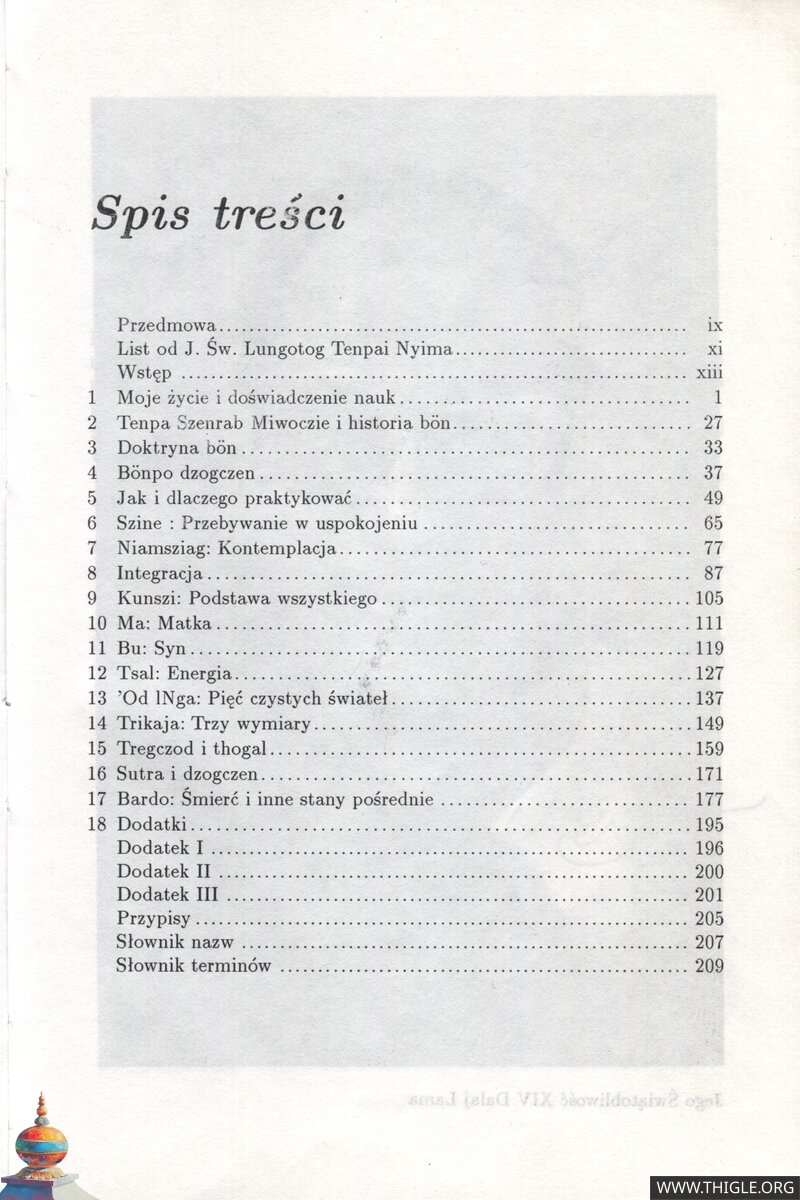 Spis treści
Przedmowa ix
List od J. Św. Lungotog Tenpai Nyima xi
Wstęp xiii
1 Moje życie i doświadczenie nauk 1
2 Tenpa Szenrab Miwoczie i historia bön 27
3 Doktryna bön 33
4 Bönpo dzogczen 37
5 Jak i dlaczego praktykować 49
6 Szine : Przebywanie w uspokojeniu 65
7 Niamsziag: Kontemplacja 77
8 Integracja 87
9 Kunszi: Podstawa wszystkiego 105
10 Ma: Matka 111
11 Bu: Syn 119
12 Tsal: Energia 127
13 'Od lNga: Pięć czystych świateł 137
14 Trikaja: Trzy wymiary 149
15 Tregczod i thogal 159
16 Sutra i dzogczen 171
17 Bardo: Śmierć i inne stany pośrednie 177
18 Dodatki 195
Dodatek I 196
Dodatek II 200
Dodatek III 201
Przypisy 205
Słownik nazw 207
Słownik terminów 209
Jego Świątobliwość XIV Dalaj Lama
WWW.THIGLE.ORG